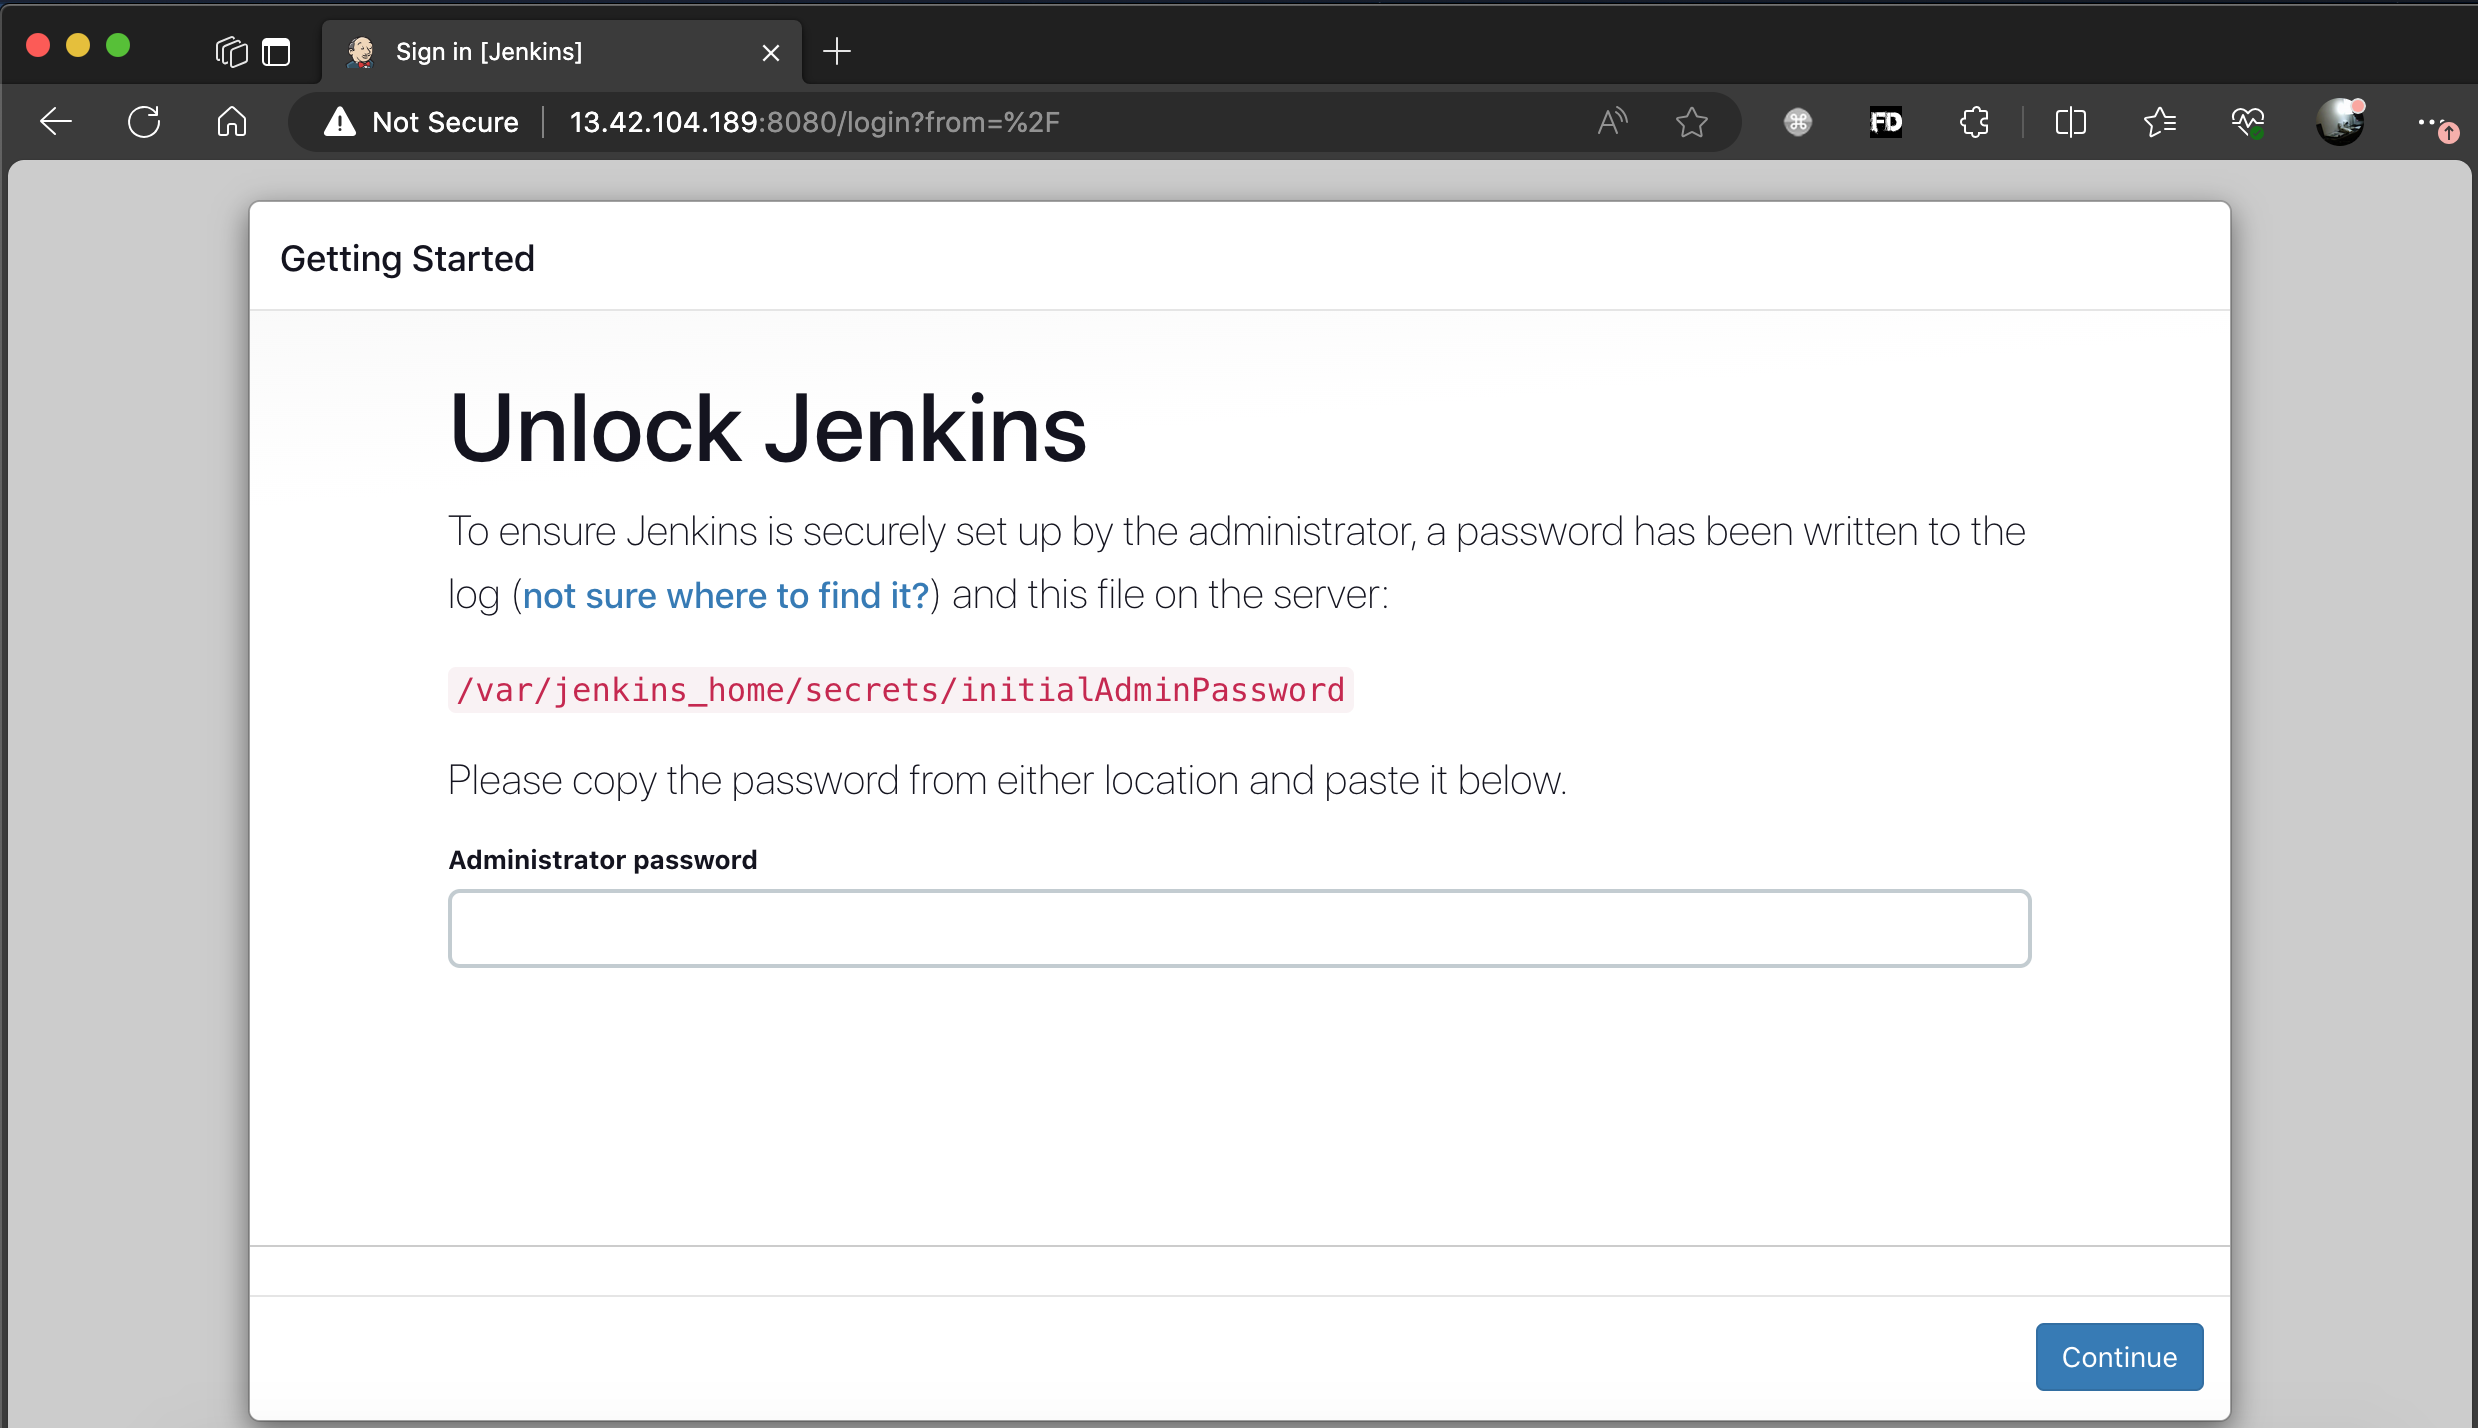 Sign in [Jenkins]
Not Secure
13.42.104.189:8080/login?from=%2F
FD
Getting Started
Unlock Jenkins
To ensure Jenkins is securely set up by the administrator, a password has been written to the
log (not sure where to find it?) and this file on the server:
/var/jenkins_home/secrets/initialAdminPassword
Please copy the password from either location and paste it below.
Administrator password
Continue